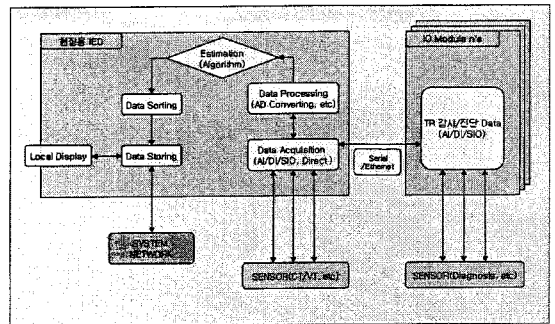 현장용 IED
IO Module n's
Estimation
(Algorithm)
Data Sorting
Data Processing
(AD Converting, etc)
TR 감시/진단 Data
(AI/DI/SIO)
Local Display
Data Storing
Data Acquisition
(AI/DI/SIO, Direct)
Serial
/Ethernet
SYSTEM
NETWORK
SENSOR(CT/VT, etc)
SENSOR(Diagnosis, etc)